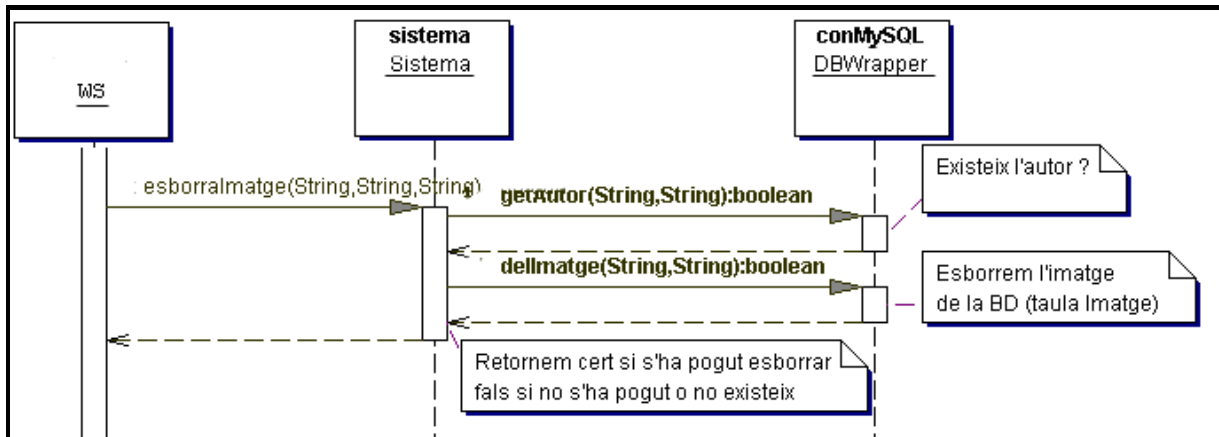 WS
sistema
Sistema
conMySQL
DBWrapper
esborraImatge(String,String,String)
getAutor(String,String):boolean
Existeix l'autor ?
delImatge(String,String):boolean
Esborrem l'imatge
de la BD (taula Imatge)
Retornem cert si s'ha pogut esborrar
fals si no s'ha pogut o no existeix